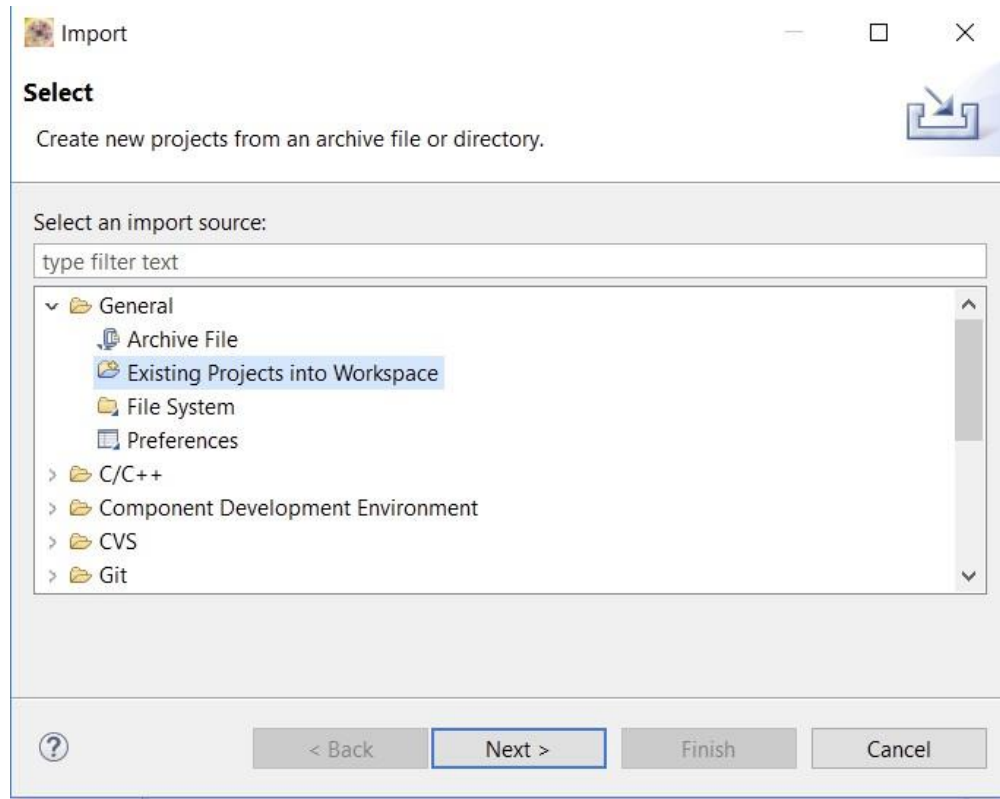 Import
Select
Create new projects from an archive file or directory.
Select an import source:
type filter text
General
Archive File
Existing Projects into Workspace
File System
Preferences
C/C++
Component Development Environment
CVS
Git
?
< Back
Next >
Finish
Cancel